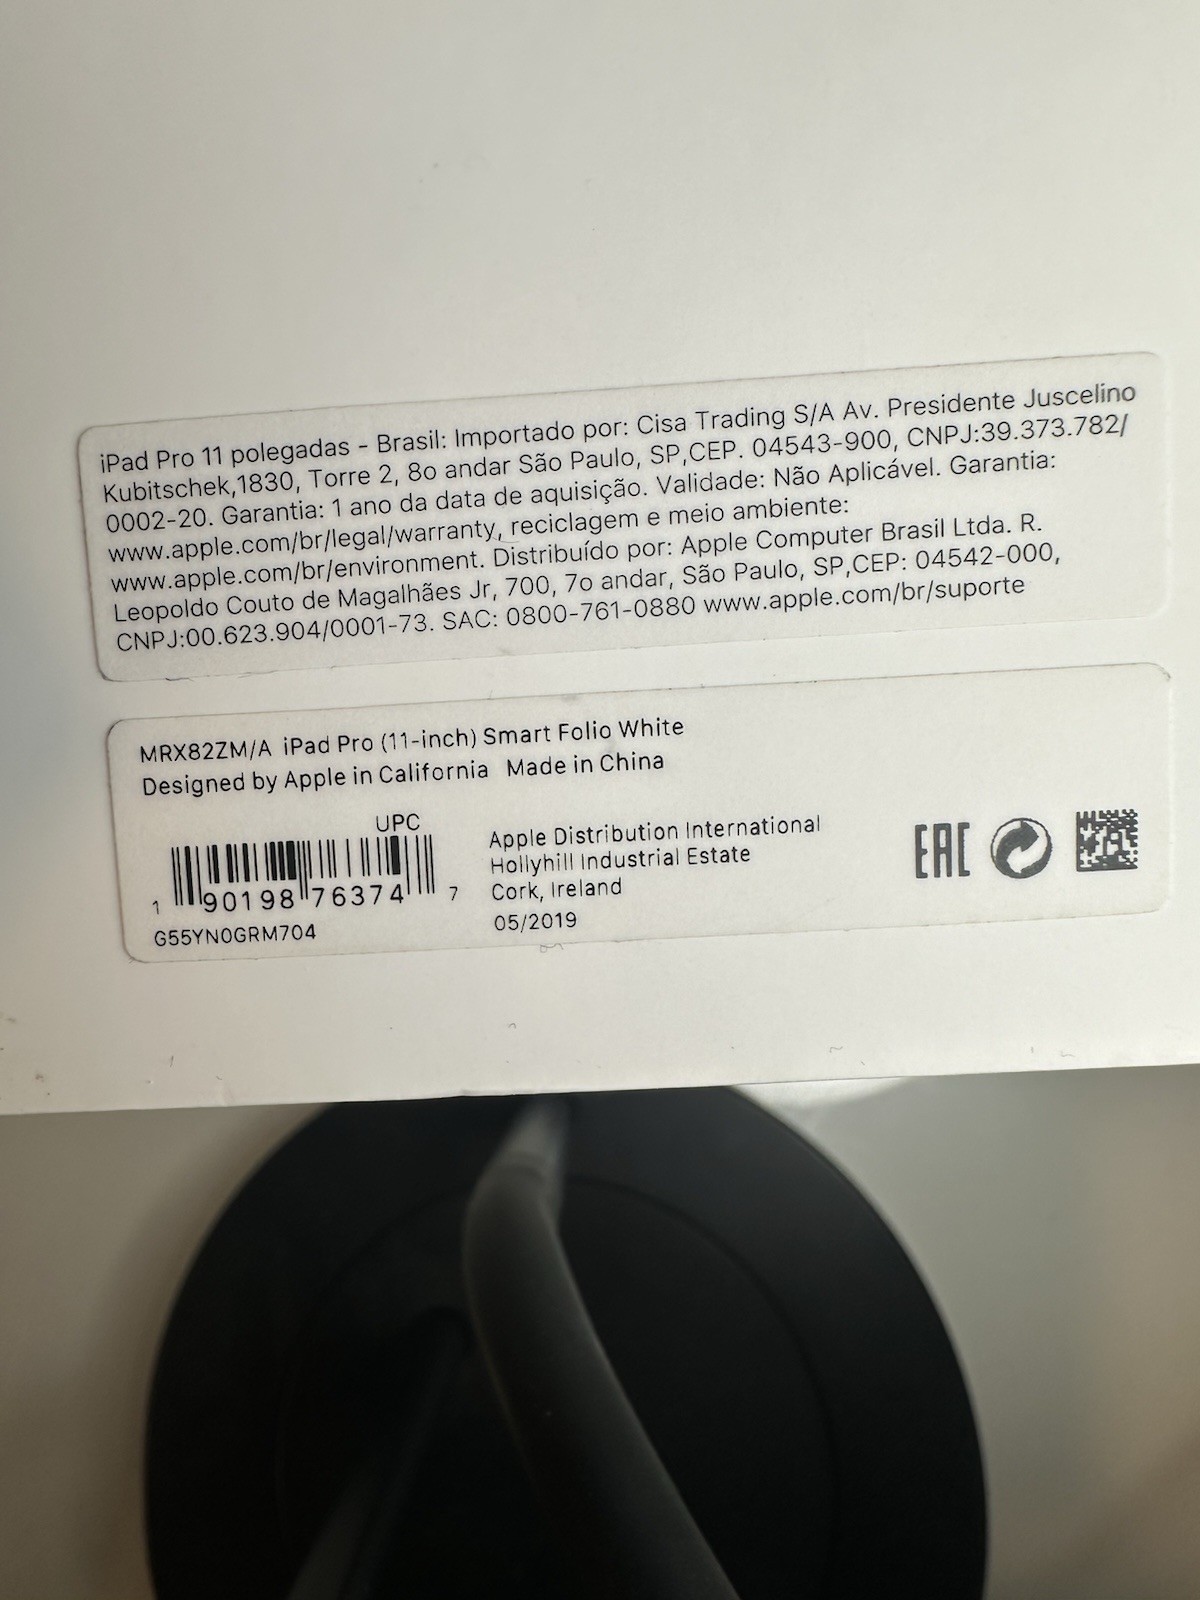 iPad Pro 11 polegadas - Brasil: Importado por: Cisa Trading S/A Av. Presidente Juscelino
Kubitschek,1830, Torre 2, 8o andar São Paulo, SP,CEP. 04543-900, CNPJ:39.373.782/
0002-20. Garantia: 1 ano da data de aquisição. Validade: Não Aplicável. Garantia:
www.apple.com/br/legal/warranty, reciclagem e meio ambiente:
www.apple.com/br/environment. Distribuído por: Apple Computer Brasil Ltda. R.
Leopoldo Couto de Magalhães Jr, 700, 7o andar, São Paulo, SP,CEP: 04542-000,
CNPJ:00.623.904/0001-73. SAC: 0800-761-0880 www.apple.com/br/suporte
MRX82ZM/A iPad Pro (11-inch) Smart Folio White
Designed by Apple in California Made in China
UPC
1 90198 76374 7
G55YN0GRM704
Apple Distribution International
Hollyhill Industrial Estate
Cork, Ireland
05/2019
EAC